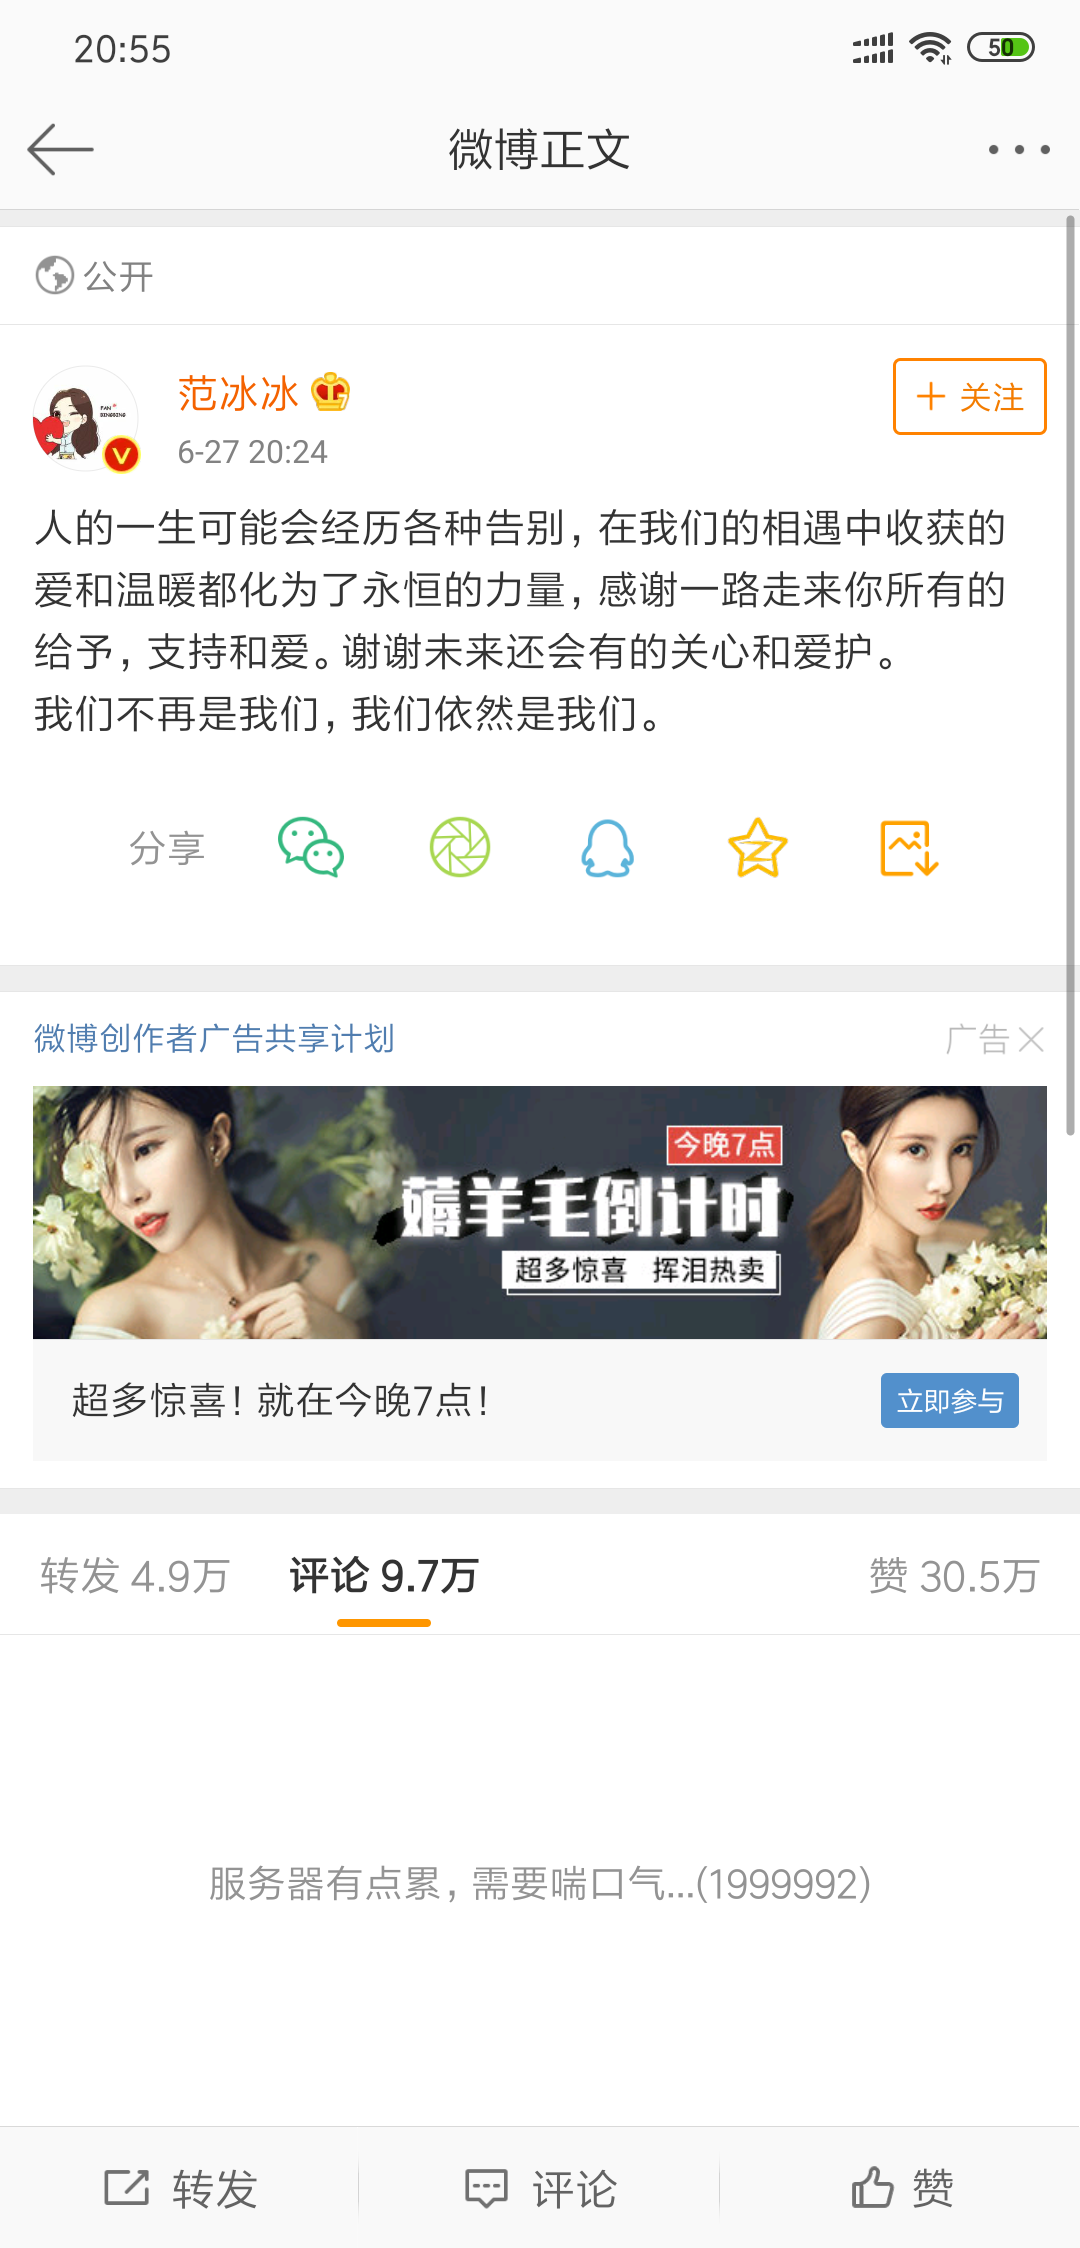 20:55
50
微博正文
公开
范冰冰
FAN
BINGBING
V
6-27 20:24
+ 关注
人的一生可能会经历各种告别，在我们的相遇中收获的
爱和温暖都化为了永恒的力量，感谢一路走来你所有的
给予，支持和爱。谢谢未来还会有的关心和爱护。
我们不再是我们，我们依然是我们。
分享
微博创作者广告共享计划
广告
今晚7点
薅羊毛倒计时
超多惊喜 挥泪热卖
超多惊喜！就在今晚7点！
立即参与
转发 4.9万 评论 9.7万 赞 30.5万
服务器有点累，需要喘口气...(1999992)
转发 评论 赞